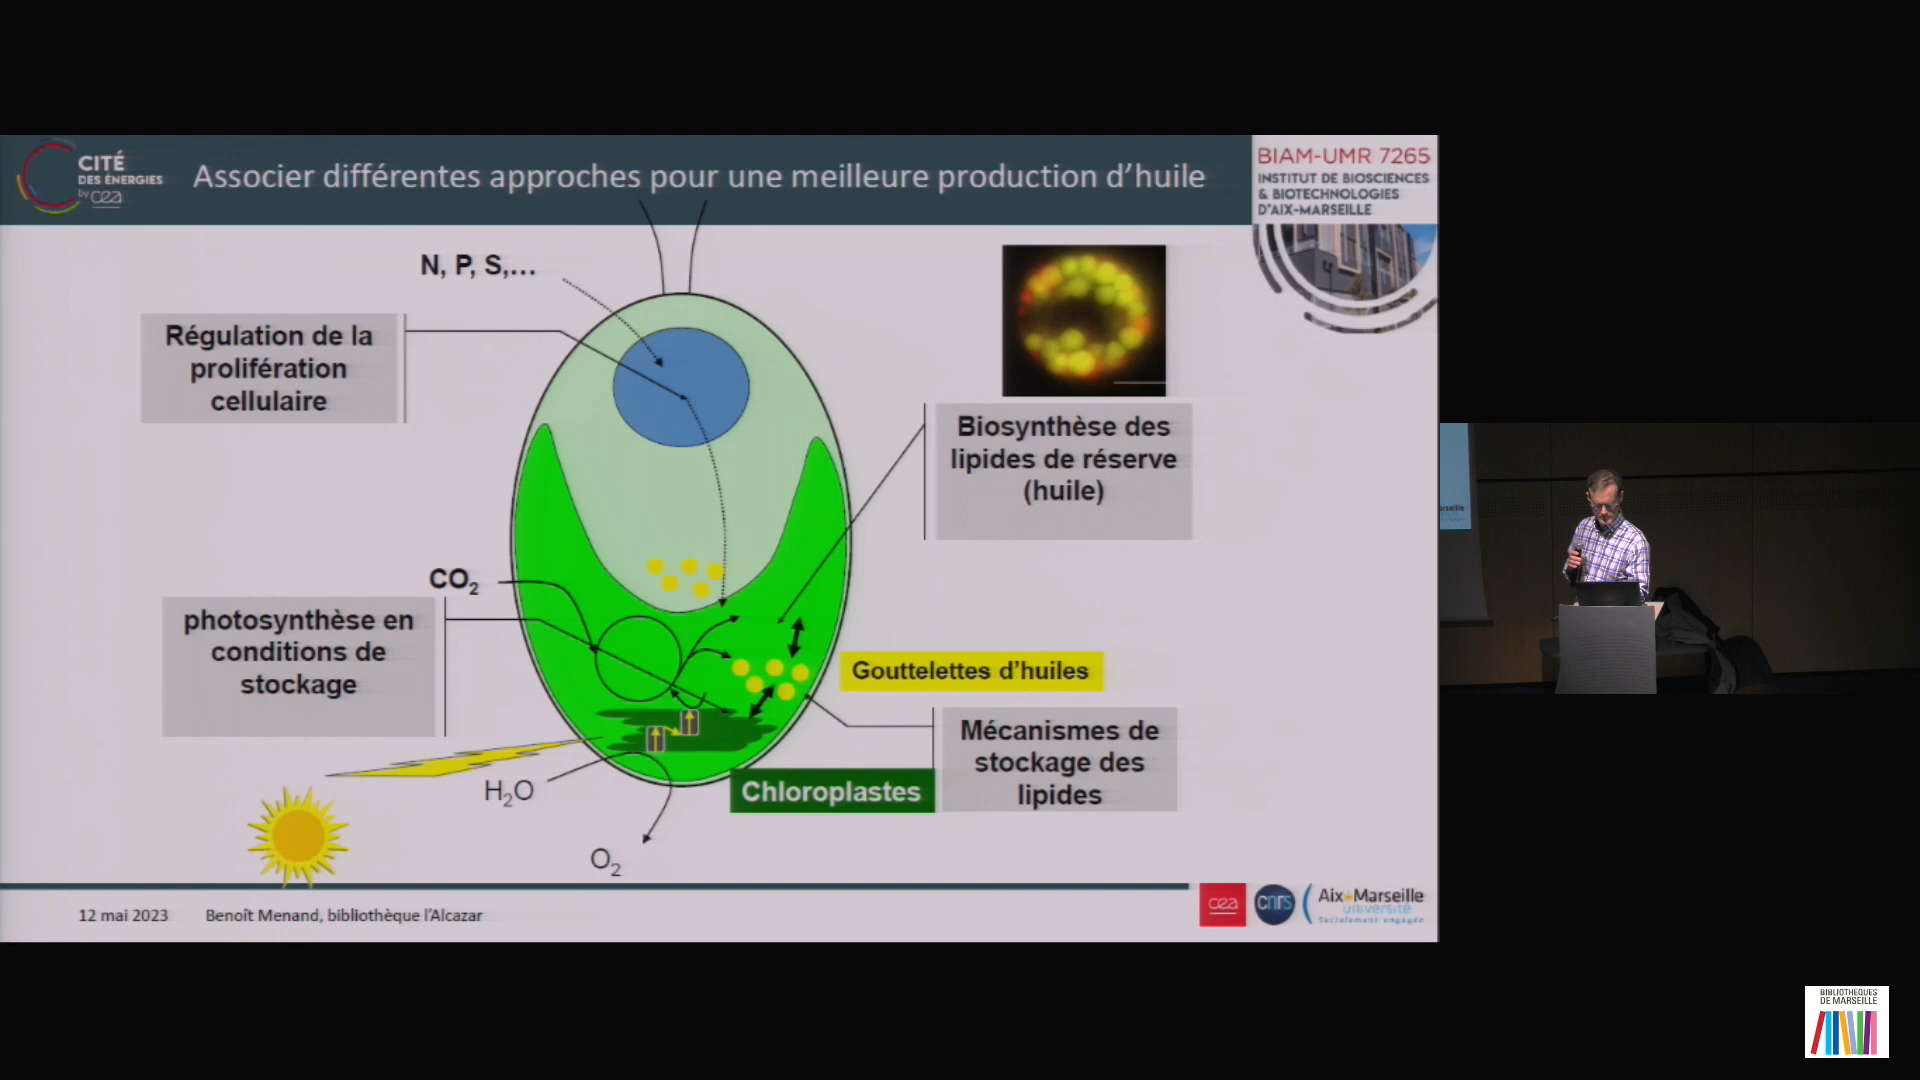 CITÉ
DES ÉNERGIES
by cea
Associer différentes approches pour une meilleure production d’huile
BIAM-UMR 7265
INSTITUT DE BIOSCIENCES
& BIOTECHNOLOGIES
D'AIX-MARSEILLE
N, P, S,...
Régulation de la
prolifération
cellulaire
Biosynthèse des
lipides de réserve
(huile)
CO2
photosynthèse en
conditions de
stockage
Gouttelettes d’huiles
Mécanismes de
stockage des
lipides
H2O
Chloroplastes
O2
12 mai 2023
Benoît Menand, bibliothèque l’Alcazar
cea
cnrs
Aix+Marseille
université
Socialement engagée
BIBLIOTHÈQUES
DE MARSEILLE